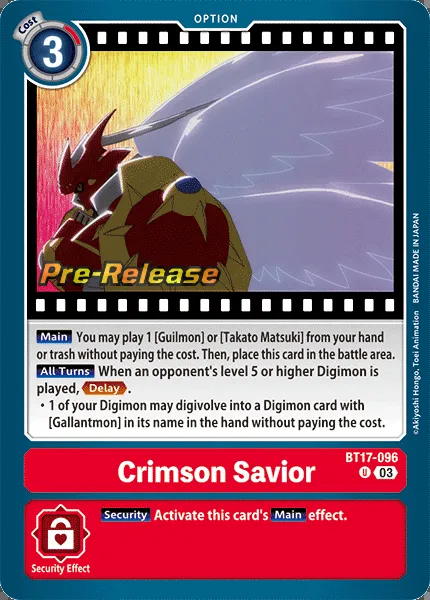 OPTION
Cost
3
Pre-Release
©Akiyoshi Hongo, Toei Animation BANDAI MADE IN JAPAN
Main You may play 1 [Guilmon] or [Takato Matsuki] from your hand
or trash without paying the cost. Then, place this card in the battle area.
All Turns When an opponent's level 5 or higher Digimon is
played, Delay.
・1 of your Digimon may digivolve into a Digimon card with
[Gallantmon] in its name in the hand without paying the cost.
BT17-096
Crimson Savior
U 03
Security Activate this card's Main effect.
Security Effect